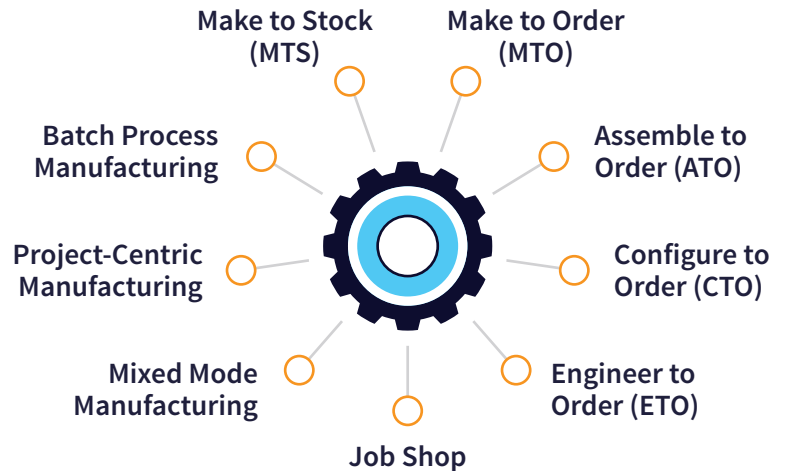 Make to Stock
(MTS)
Make to Order
(MTO)
Assemble to
Order (ATO)
Configure to
Order (CTO)
Engineer to
Order (ETO)
Job Shop
Mixed Mode
Manufacturing
Project-Centric
Manufacturing
Batch Process
Manufacturing